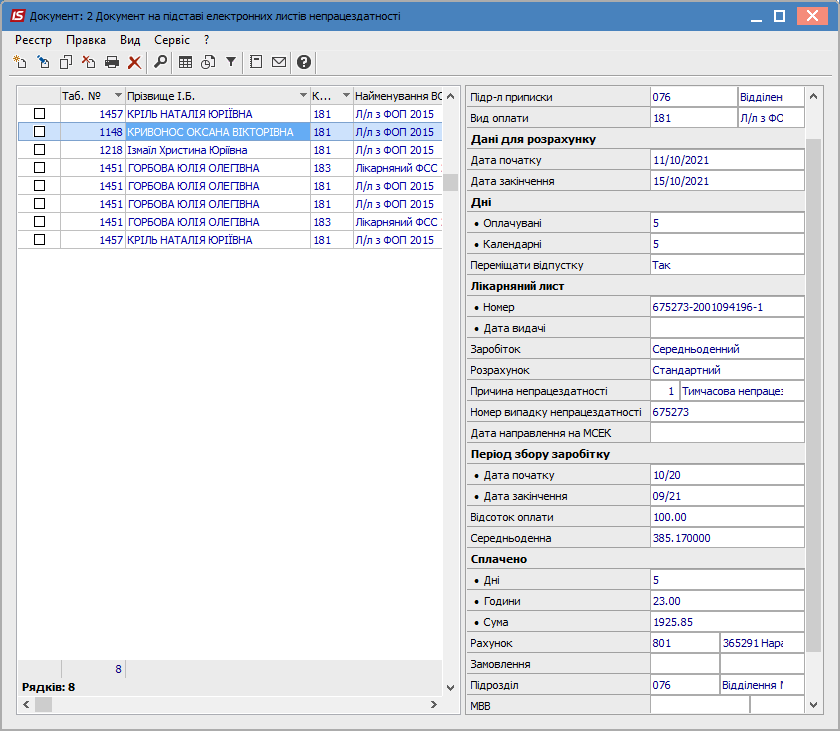 IS Документ: 2 Документ на підставі електронних листів непрацездатності
Реєстр Правка Вид Сервіс ?
Таб. № Прізвище І.Б. К... Найменування ВО
1457 КРІЛЬ НАТАЛІЯ ЮРІЇВНА 181 Л/л з ФОП 2015
1148 КРИВОНОС ОКСАНА ВІКТОРІВНА 181 Л/л з ФОП 2015
1218 Ізмаїл Христина Юріївна 181 Л/л з ФОП 2015
1451 ГОРБОВА ЮЛІЯ ОЛЕГІВНА 183 Лікарняний ФСС
1451 ГОРБОВА ЮЛІЯ ОЛЕГІВНА 181 Л/л з ФОП 2015
1451 ГОРБОВА ЮЛІЯ ОЛЕГІВНА 181 Л/л з ФОП 2015
1451 ГОРБОВА ЮЛІЯ ОЛЕГІВНА 183 Лікарняний ФСС
1457 КРІЛЬ НАТАЛІЯ ЮРІЇВНА 181 Л/л з ФОП 2015
8
Рядків: 8
Підр-л приписки 076 Відділен
Вид оплати 181 Л/л з ФО
Дані для розрахунку
Дата початку 11/10/2021
Дата закінчення 15/10/2021
Дні
• Оплачувані 5
• Календарні 5
Переміщати відпустку Так
Лікарняний лист
• Номер 675273-2001094196-1
• Дата видачі
Заробіток Середньоденний
Розрахунок Стандартний
Причина непрацездатності 1 Тимчасова непрацез
Номер випадку непрацездатності 675273
Дата направлення на МСЕК
Період збору заробітку
• Дата початку 10/20
• Дата закінчення 09/21
Відсоток оплати 100.00
Середньоденна 385.170000
Сплачено
• Дні 5
• Години 23.00
• Сума 1925.85
Рахунок 801 365291 Нара
Замовлення
Підрозділ 076 Відділення
МВВ